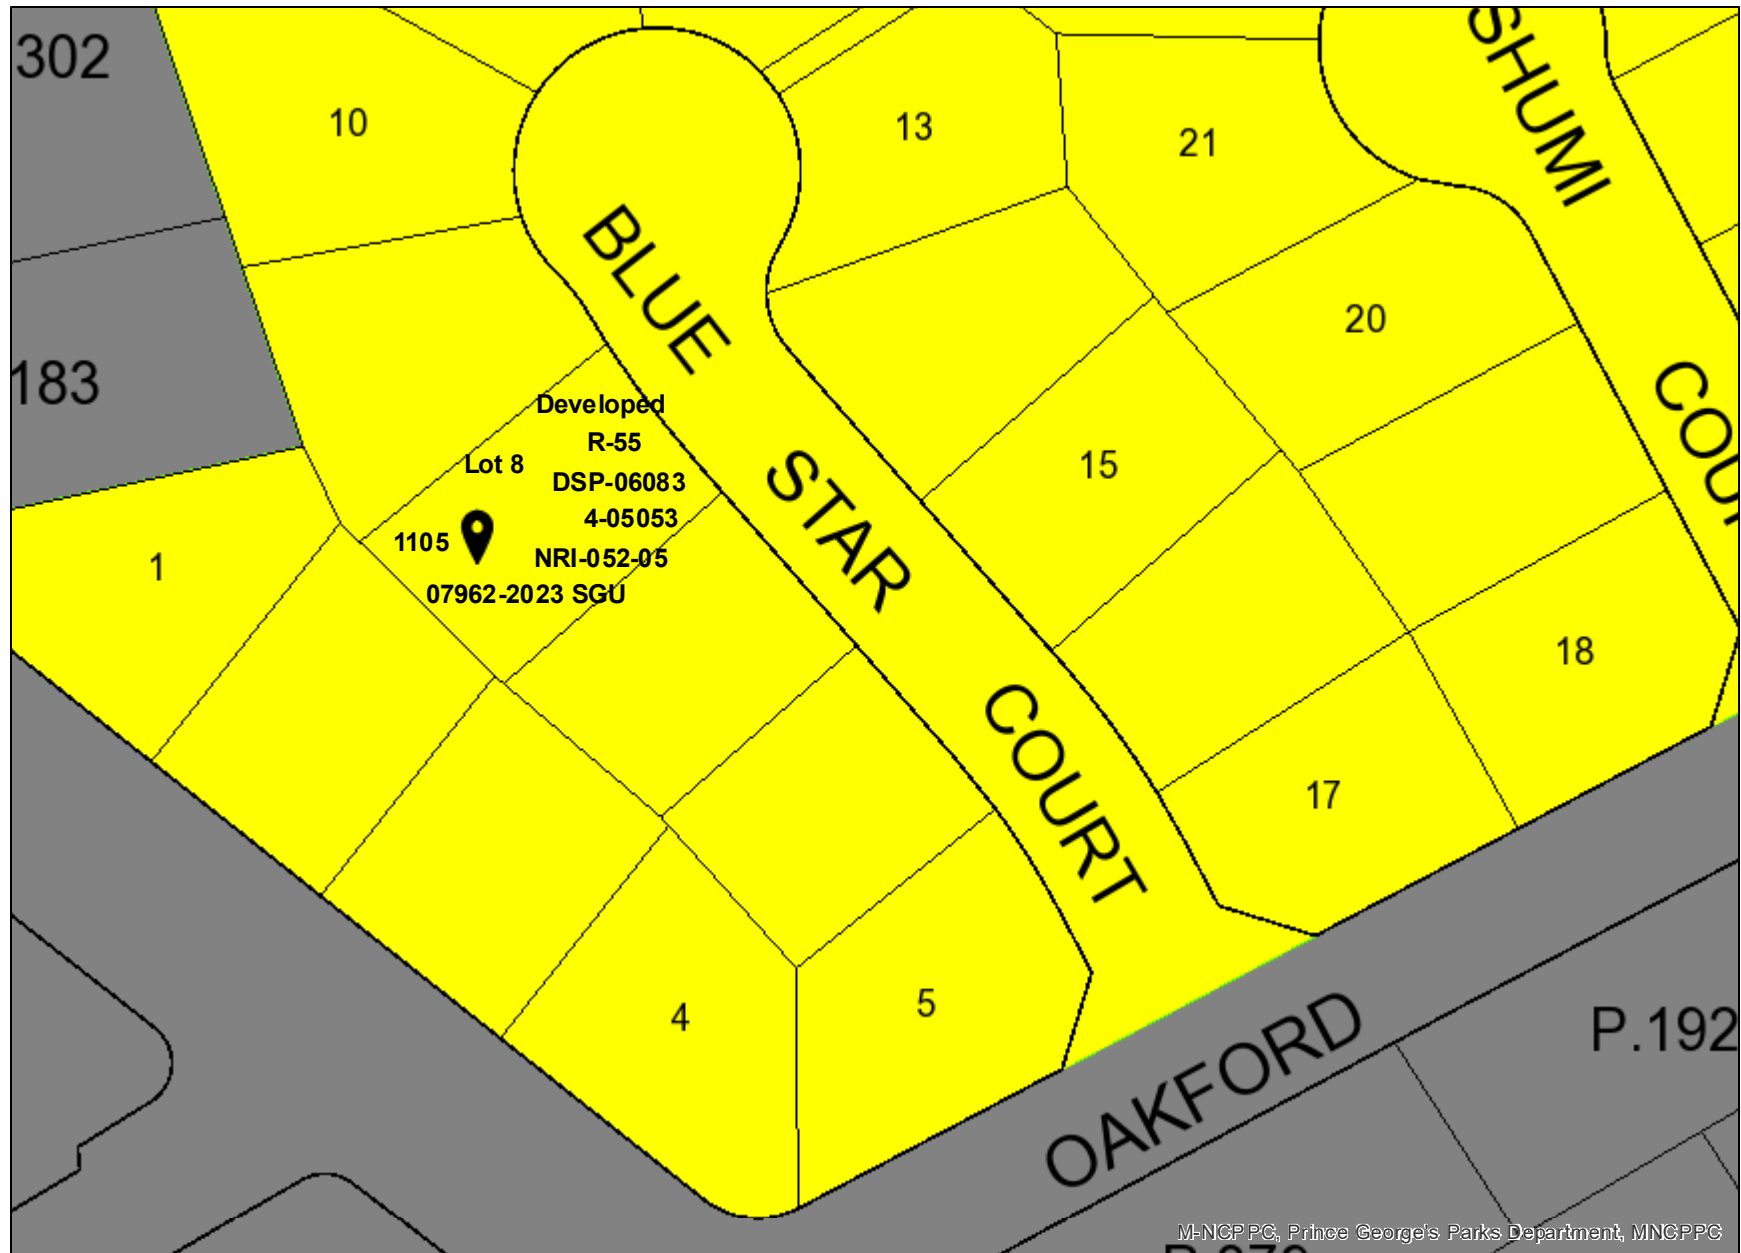 302
10
13
21
SHUMI
BLUE
20
183
COU
Developed
R-55
Lot 8
DSP-06083
15
STAR
4-05053
1105
NRI-052-05
1
07962-2023 SGU
18
COURT
17
4
5
OAKFORD
P.192
M-NCPPC, Prince George's Parks Department, MNCPPC